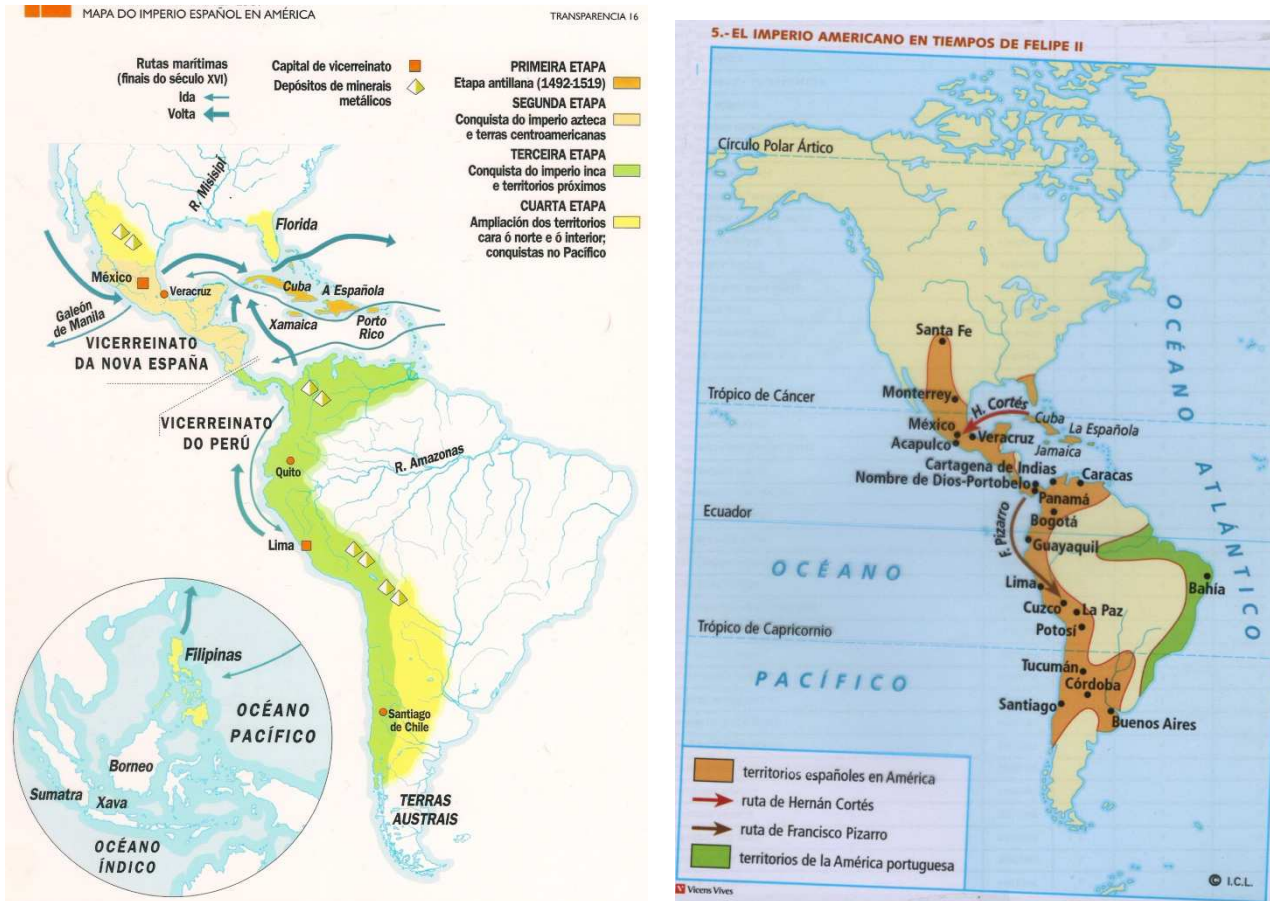 MAPA DO IMPERIO ESPAÑOL EN AMÉRICA
TRANSPARENCIA 16
Rutas marítimas
(finais do século XVI)
Ida
Volta
Capital de vicerreinato
Depósitos de minerais
metálicos
PRIMEIRA ETAPA
Etapa antillana (1492-1519)
SEGUNDA ETAPA
Conquista do imperio azteca
e terras centroamericanas
TERCEIRA ETAPA
Conquista do imperio inca
e territorios próximos
CUARTA ETAPA
Ampliación dos territorios
cara ó norte e ó interior;
conquistas no Pacífico
R. Misisipí
Florida
México
Veracruz
Cuba
A Española
Galeón
de Manila
Xamaica
Porto
Rico
VICERREINATO
DA NOVA ESPAÑA
VICERREINATO
DO PERÚ
R. Amazonas
Quito
Lima
Filipinas
OCÉANO
PACÍFICO
Santiago
de Chile
Borneo
Sumatra
Xava
OCÉANO
ÍNDICO
TERRAS
AUSTRAIS
5.-EL IMPERIO AMERICANO EN TIEMPOS DE FELIPE II
Círculo Polar Ártico
OCÉANO ATLÁNTICO
Santa Fe
Trópico de Cáncer
Monterrey
H. Cortés
Cuba
La Española
México
Veracruz
Acapulco
Jamaica
Cartagena de Indias
Caracas
Nombre de Dios-Portobelo
Panamá
Ecuador
Bogotá
F. Pizarro
Guayaquil
OCÉANO
Lima
Bahía
Cuzco
La Paz
Trópico de Capricornio
Potosí
PACÍFICO
Tucumán
Córdoba
Santiago
Buenos Aires
territorios españoles en América
ruta de Hernán Cortés
ruta de Francisco Pizarro
territorios de la América portuguesa
© I.C.L.
V Vicens Vives